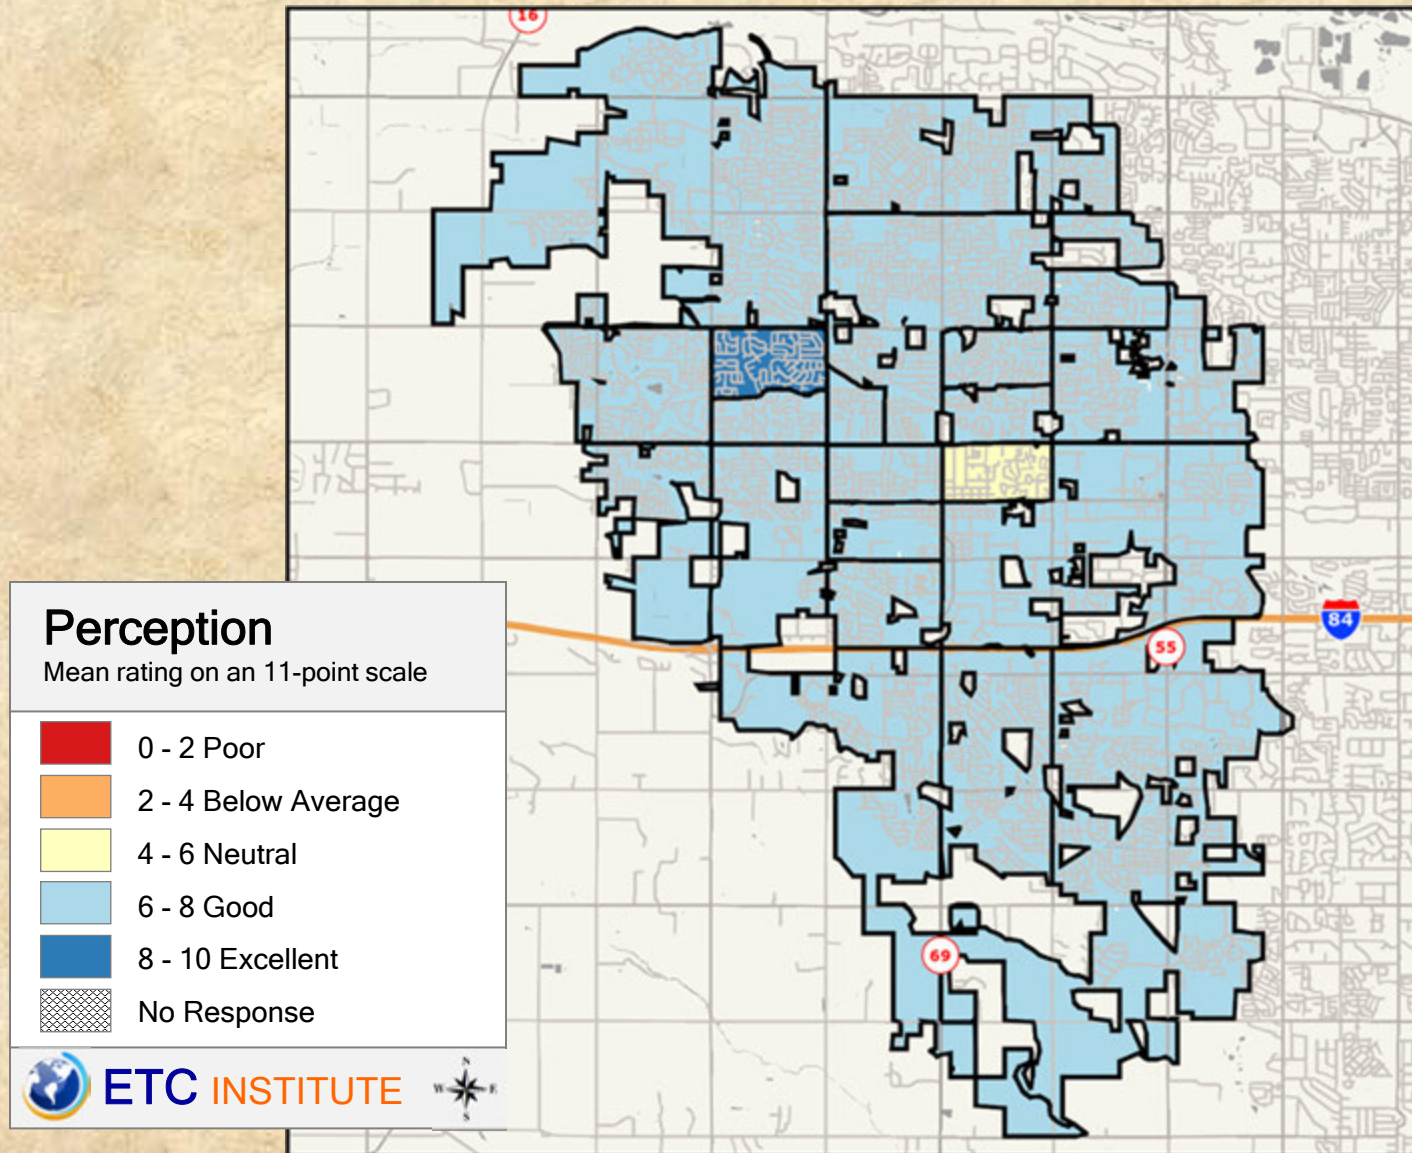 16
84
55
69
Perception
Mean rating on an 11-point scale
0 - 2 Poor
2 - 4 Below Average
4 - 6 Neutral
6 - 8 Good
8 - 10 Excellent
No Response
ETC INSTITUTE
N
W E
S